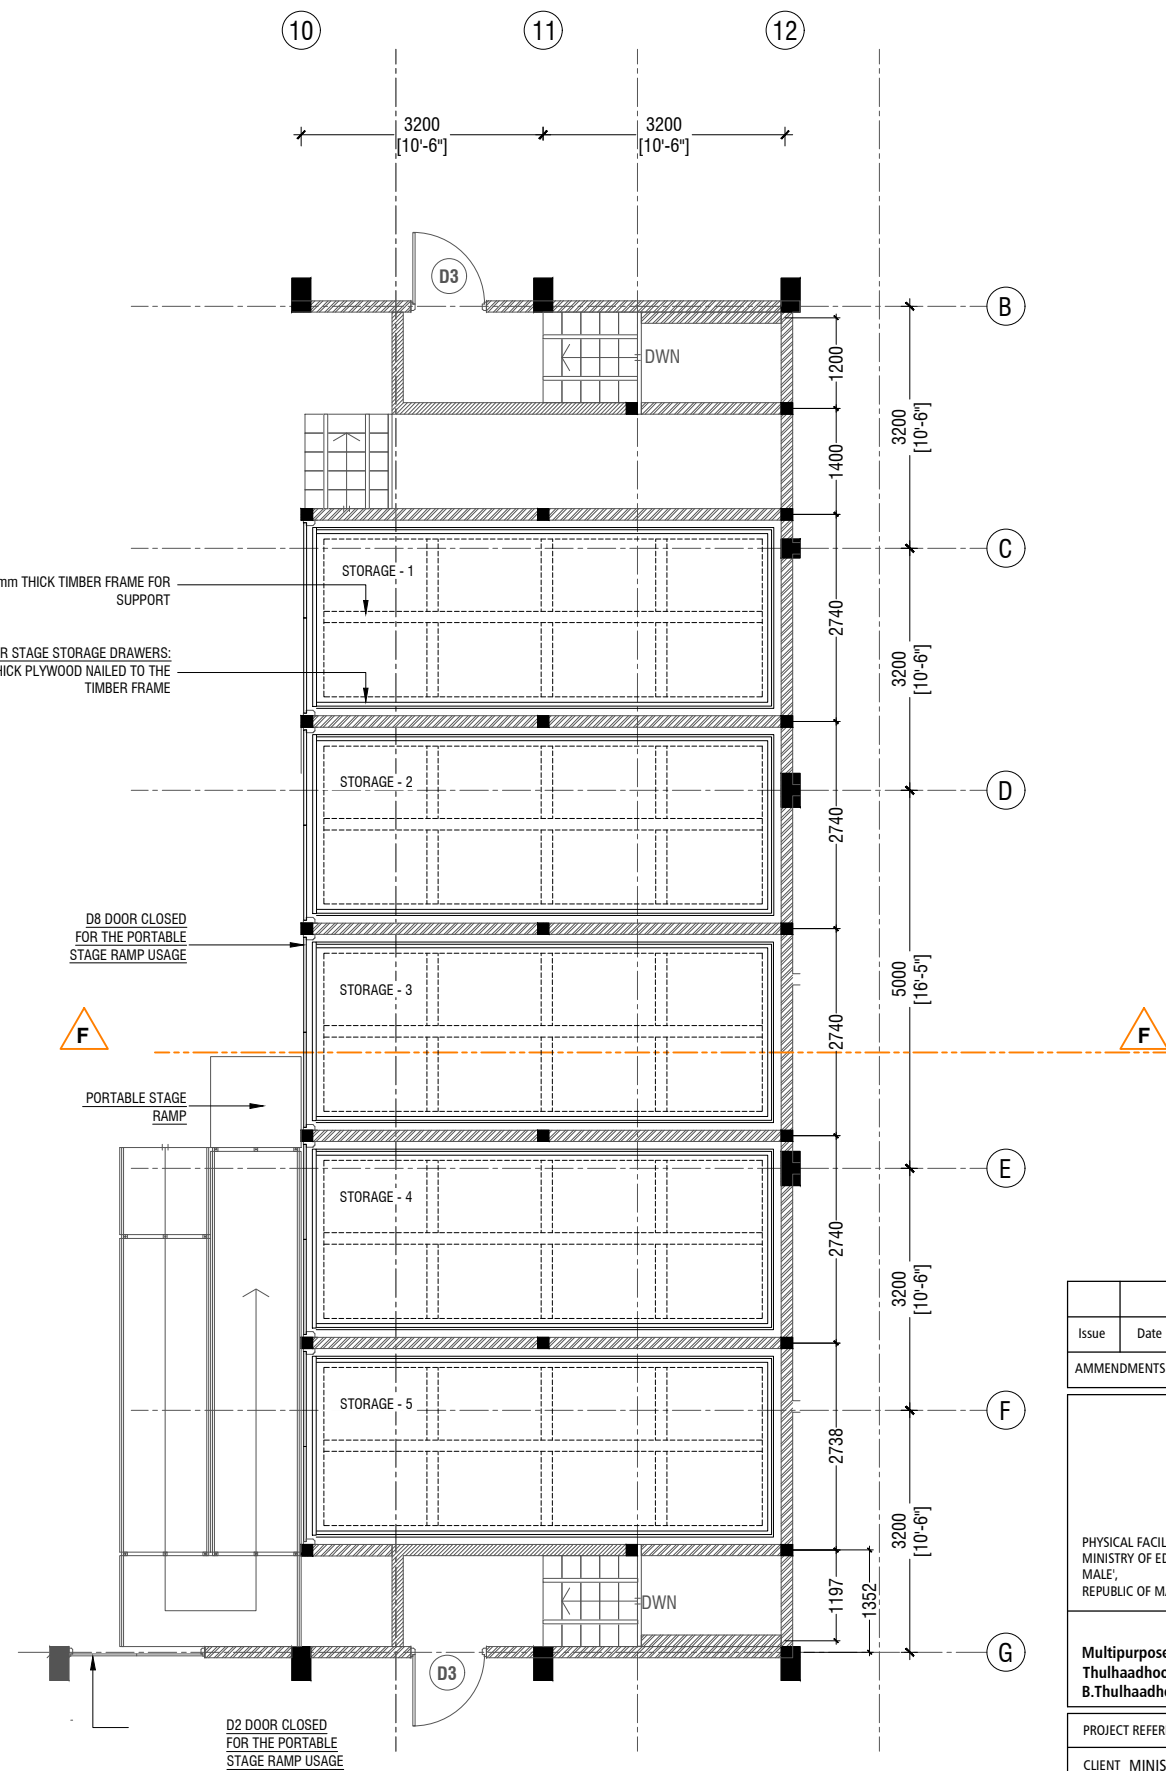 10
11
12
3200
[10'-6"]
3200
[10'-6"]
D3
B
DWN
1200
3200
[10'-6"]
1400
C
STORAGE - 1
mm THICK TIMBER FRAME FOR
SUPPORT
2740
3200
[10'-6"]
R STAGE STORAGE DRAWERS:
HICK PLYWOOD NAILED TO THE
TIMBER FRAME
STORAGE - 2
D
2740
D8 DOOR CLOSED
FOR THE PORTABLE
STAGE RAMP USAGE
STORAGE - 3
5000
[16'-5"]
F
2740
F
PORTABLE STAGE
RAMP
E
STORAGE - 4
2740
3200
[10'-6"]
Issue Date
AMMENDMENTS
STORAGE - 5
F
2738
3200
[10'-6"]
PHYSICAL FACIL
MINISTRY OF ED
MALE',
REPUBLIC OF MA
DWN
1197
1352
G
D3
Multipurpose
Thulhaadhoo
B.Thulhaadho
D2 DOOR CLOSED
FOR THE PORTABLE
STAGE RAMP USAGE
PROJECT REFER
CLIENT MINIS